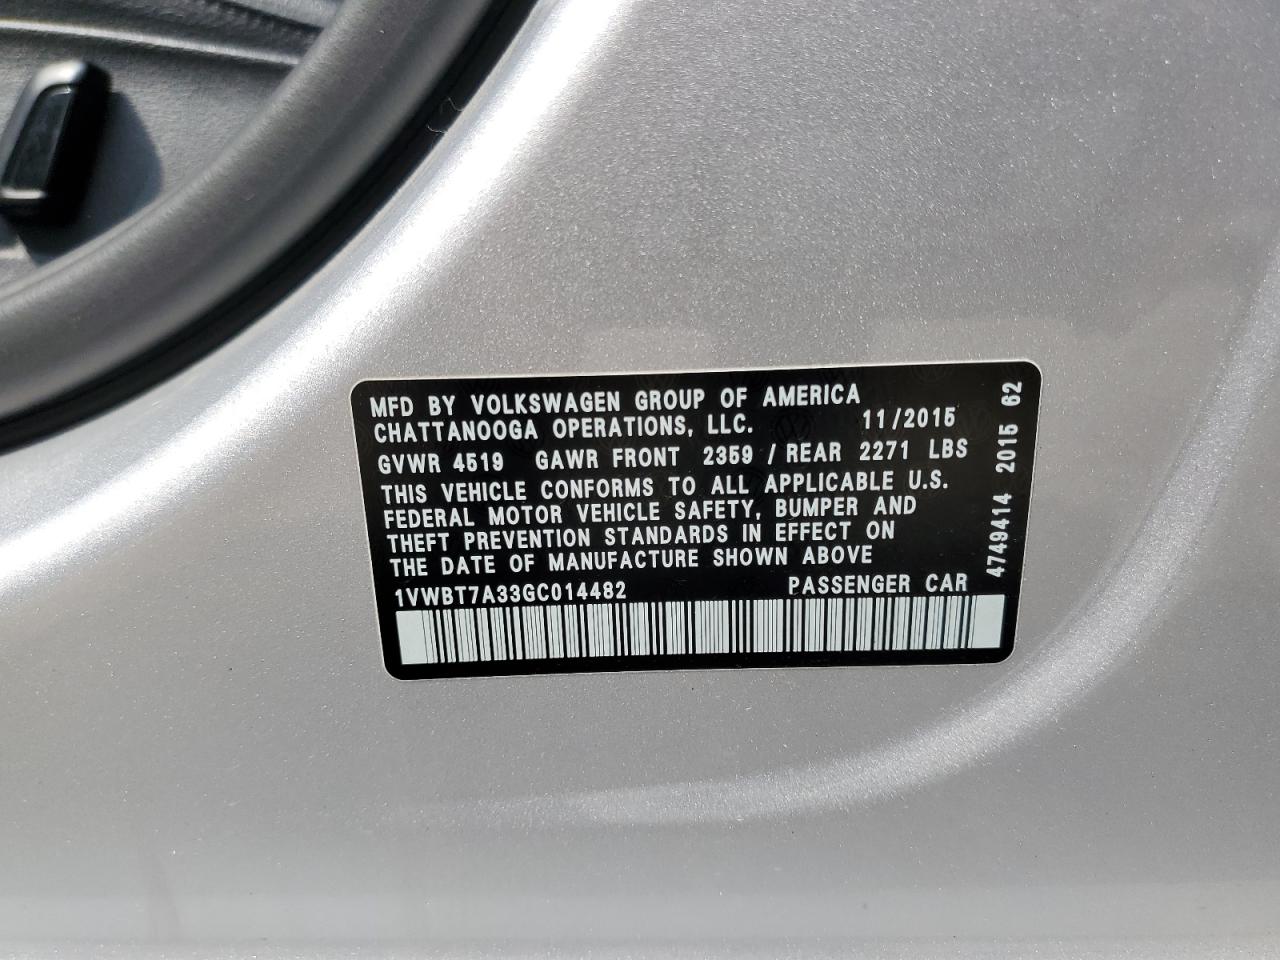 MFD BY VOLKSWAGEN GROUP OF AMERICA
CHATTANOOGA OPERATIONS, LLC. 11/2015
GVWR 4519 GAWR FRONT 2359 / REAR 2271 LBS
THIS VEHICLE CONFORMS TO ALL APPLICABLE U.S.
FEDERAL MOTOR VEHICLE SAFETY, BUMPER AND
THEFT PREVENTION STANDARDS IN EFFECT ON
THE DATE OF MANUFACTURE SHOWN ABOVE
1VWBT7A33GC014482 PASSENGER CAR
4749414 2015 62